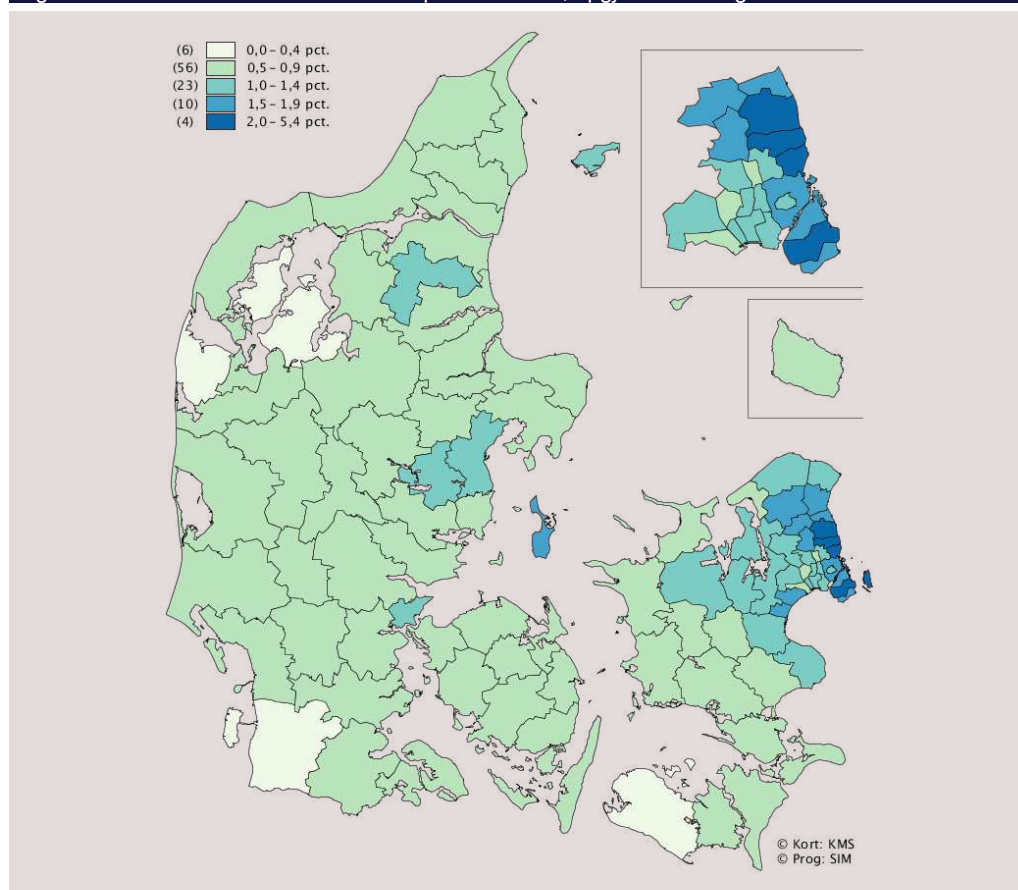 (6) 0,0 – 0,4 pct.
(56) 0,5 – 0,9 pct.
(23) 1,0 – 1,4 pct.
(10) 1,5 – 1,9 pct.
(4) 2,0 – 5,4 pct.
© Kort: KMS
© Prog: SIM